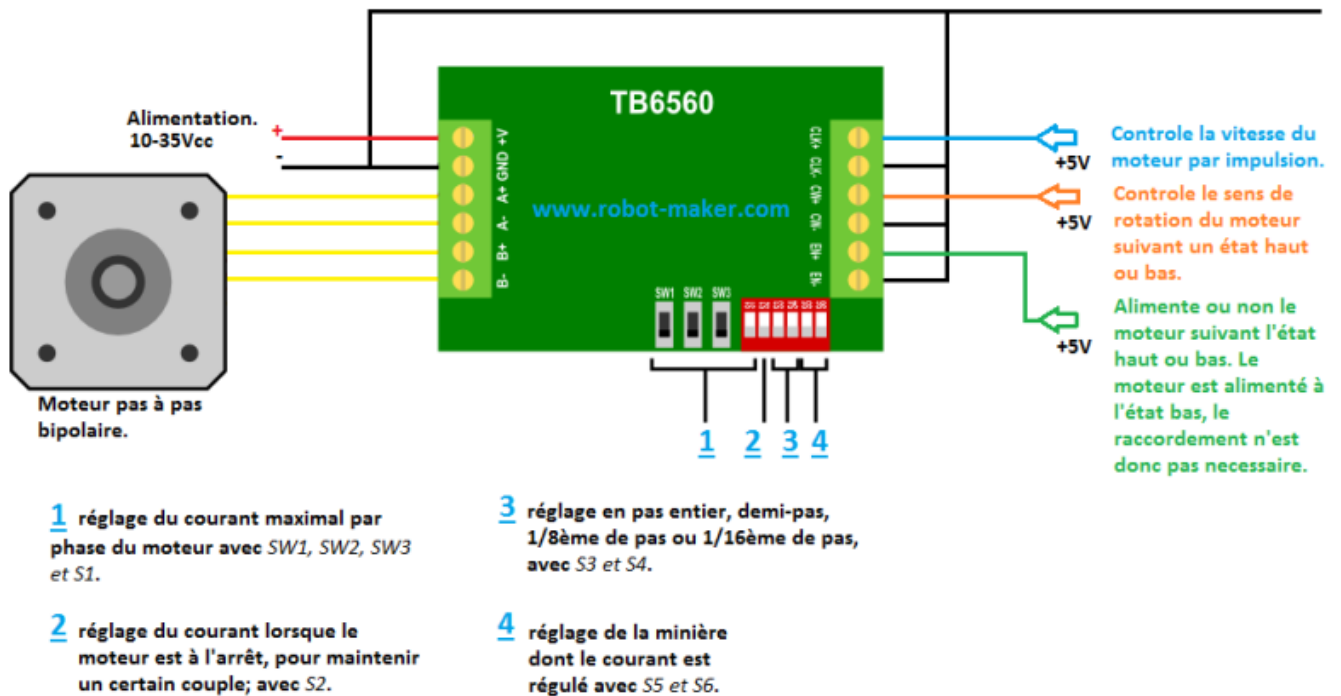 TB6560
Alimentation.
10-35Vcc
+
-
+V
GND
A+
A-
B+
B-
www.robot-maker.com
CLK+
CLK-
CW+
CW-
EN+
EN-
SW1 SW2 SW3
S1 S2 S3
+5V
Controle la vitesse du
moteur par impulsion.
+5V
Controle le sens de
rotation du moteur
suivant un état haut
ou bas.
+5V
Alimente ou non le
moteur suivant l'état
haut ou bas. Le
moteur est alimenté à
l'état bas, le
raccordement n'est
donc pas necessaire.
Moteur pas à pas
bipolaire.
1 2 3 4
1 réglage du courant maximal par
phase du moteur avec SW1, SW2, SW3
et S1.
2 réglage du courant lorsque le
moteur est à l'arrêt, pour maintenir
un certain couple; avec S2.
3 réglage en pas entier, demi-pas,
1/8ème de pas ou 1/16ème de pas,
avec S3 et S4.
4 réglage de la minière
dont le courant est
régulé avec S5 et S6.